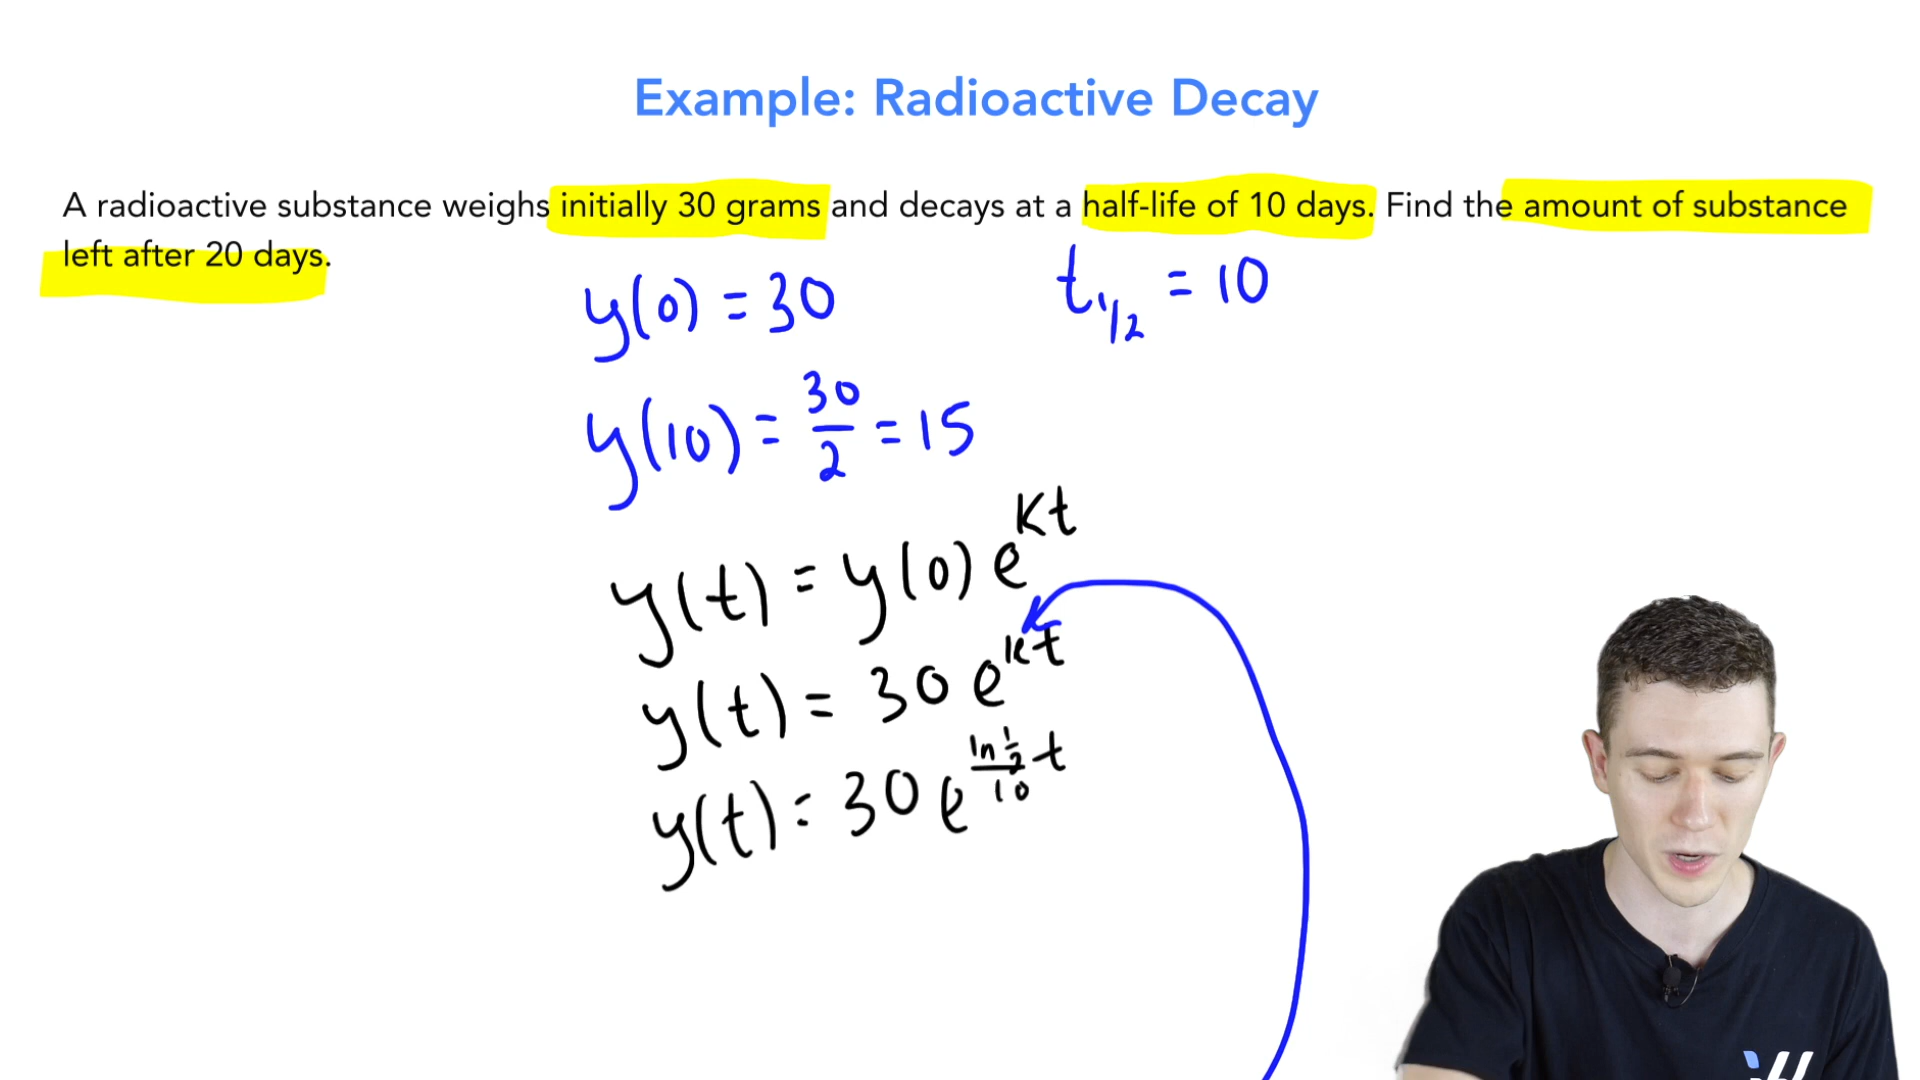 Example: Radioactive Decay
A radioactive substance weighs initially 30 grams and decays at a half-life of 10 days. Find the amount of substance
left after 20 days.
y(0) = 30
t1/2 = 10
y(10) = 30/2 = 15
y(t) = y(0) e^kt
y(t) = 30 e^kt
y(t) = 30 e^((ln 1/2)/10 t)